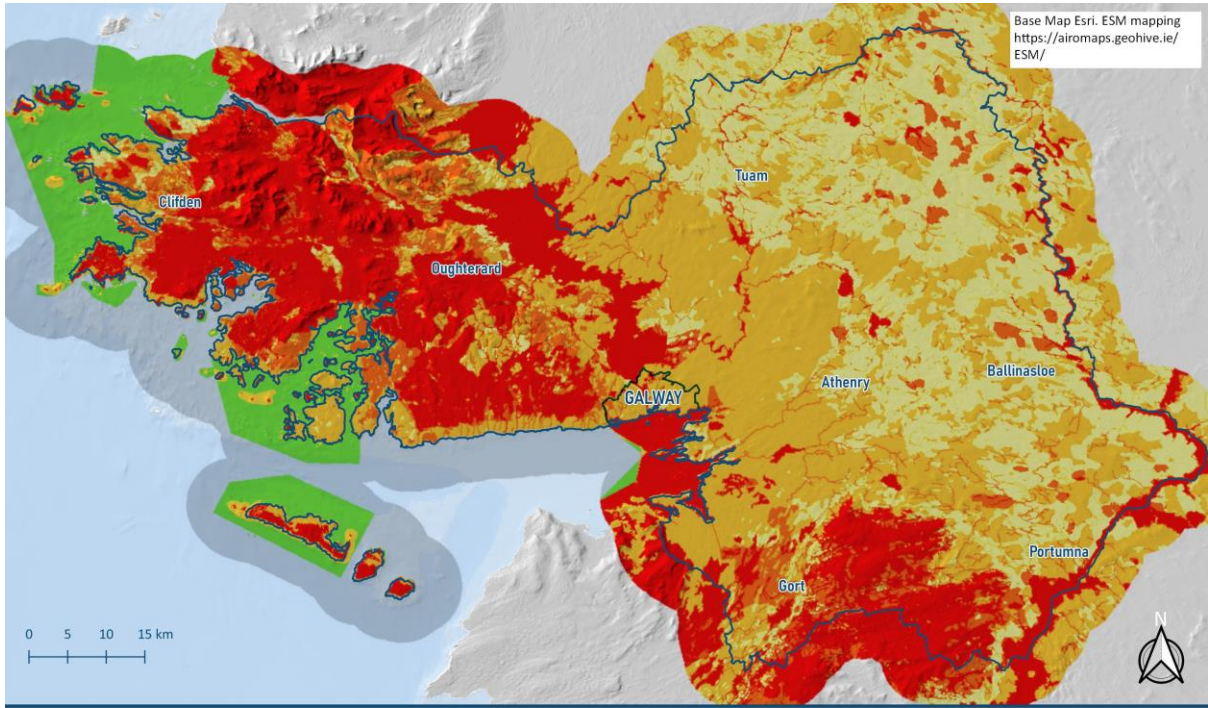 Base Map Esri. ESM mapping
https://airomaps.geohive.ie/
ESM/
Tuam
Clifden
Oughterard
Ballinasloe
Athenry
GALWAY
Portumna
Gort
N
0 5 10 15 km